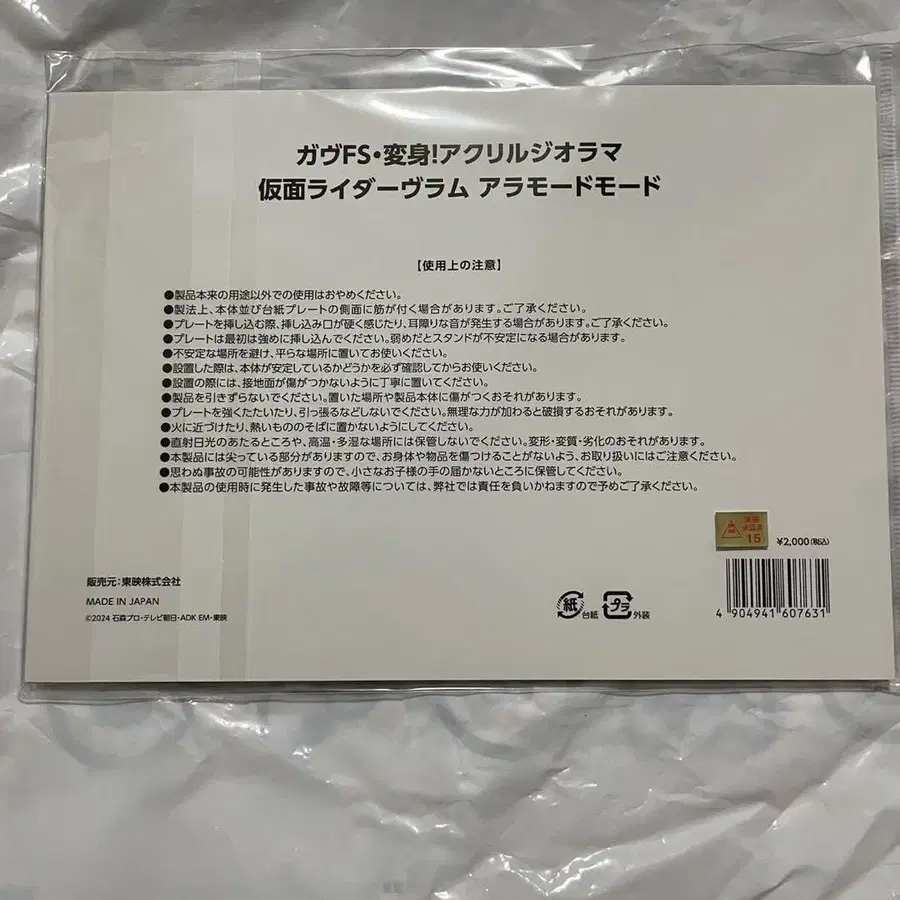 ガヴFS・変身!アクリルジオラマ
仮面ライダーヴラム アラモードモード
【使用上の注意】
●製品本来の用途以外での使用はおやめください。
●製法上、本体並び台紙プレートの側面に筋が付く場合があります。ご了承ください。
●プレートを挿し込む際、挿し込み口が硬く感じたり、耳障りな音が発生する場合があります。ご了承ください。
●プレートは最初は強めに挿し込んでください。弱めだとスタンドが不安定になる場合があります。
●不安定な場所を避け、平らな場所に置いてお使いください。
●設置した際は、本体が安定しているかどうかを必ず確認してからお使いください。
●設置の際には、接地面が傷がつかないように丁寧に置いてください。
●製品を引きずらないでください。置いた場所や製品本体に傷がつくおそれがあります。
●プレートを強くたたいたり、引っ張るなどしないでください。無理な力が加わると破損するおそれがあります。
●火に近づけたり、熱いもののそばに置かないようにしてください。
●直射日光のあたるところや、高温・多湿な場所には保管しないでください。変形・変質・劣化のおそれがあります。
●本製品には尖っている部分がありますので、お身体や物品を傷つけることがないよう、お取り扱いにはご注意ください。
●思わぬ事故の可能性がありますので、小さなお子様の手の届かないところに保管してください。
●本製品の使用時に発生した事故や故障等については、弊社では責任を負いかねますので予めご了承ください。
東映
承認済
15
¥2,000(税込)
販売元:東映株式会社
MADE IN JAPAN
©2024 石森プロ・テレビ朝日・ADK EM・東映
紙 台紙 プラ 外装
4 904941 607631